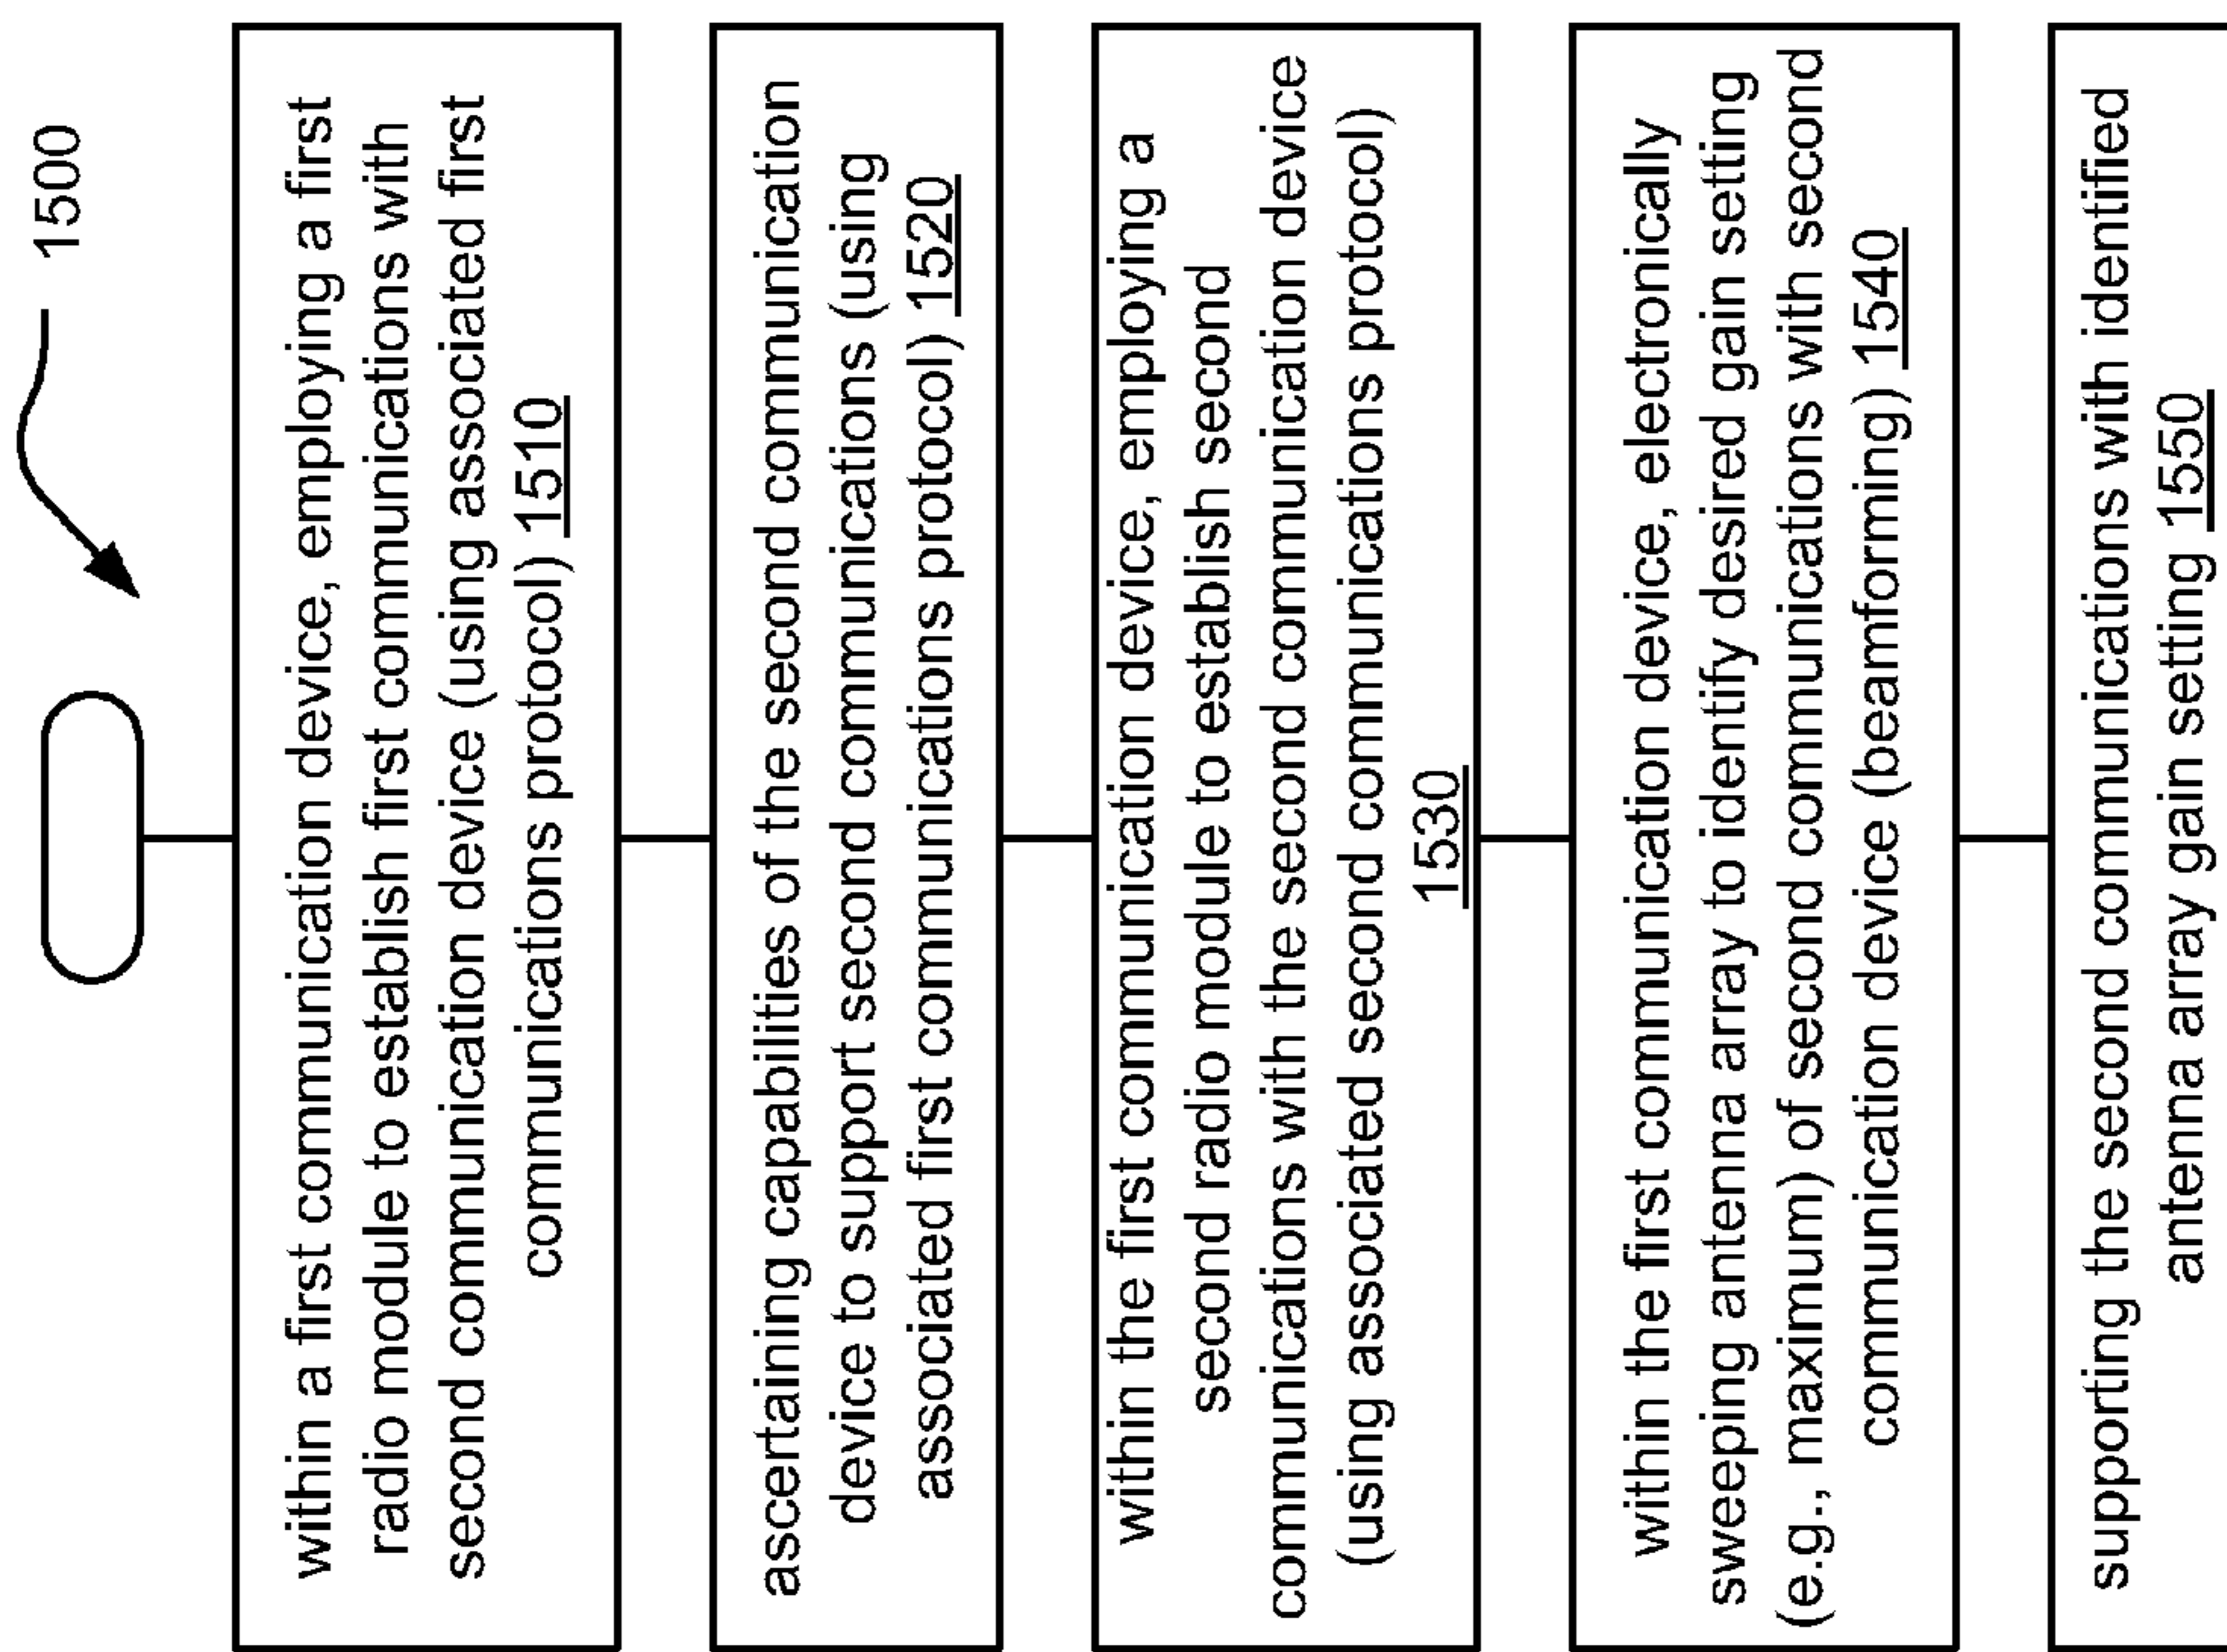 1500
within a first communication device, employing a first
radio module to establish first communications with
second communication device (using associated first
communications protocol) 1510
ascertaining capabilities of the second communication
device to support second communications (using
associated first communications protocol) 1520
within the first communication device, employing a
second radio module to establish second
communications with the second communication device
(using associated second communications protocol)
1530
within the first communication device, electronically
sweeping antenna array to identify desired gain setting
(e.g., maximum) of second communications with second
communication device (beamforming) 1540
supporting the second communications with identified
antenna array gain setting 1550